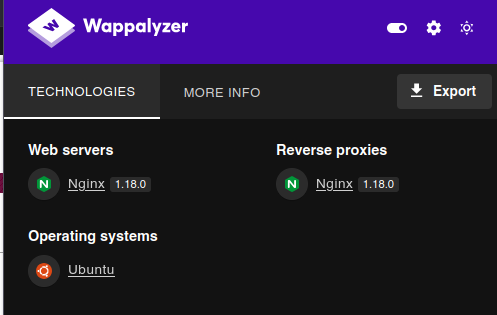 Wappalyzer
TECHNOLOGIES
MORE INFO
Export
Web servers
Nginx 1.18.0
Reverse proxies
Nginx 1.18.0
Operating systems
Ubuntu